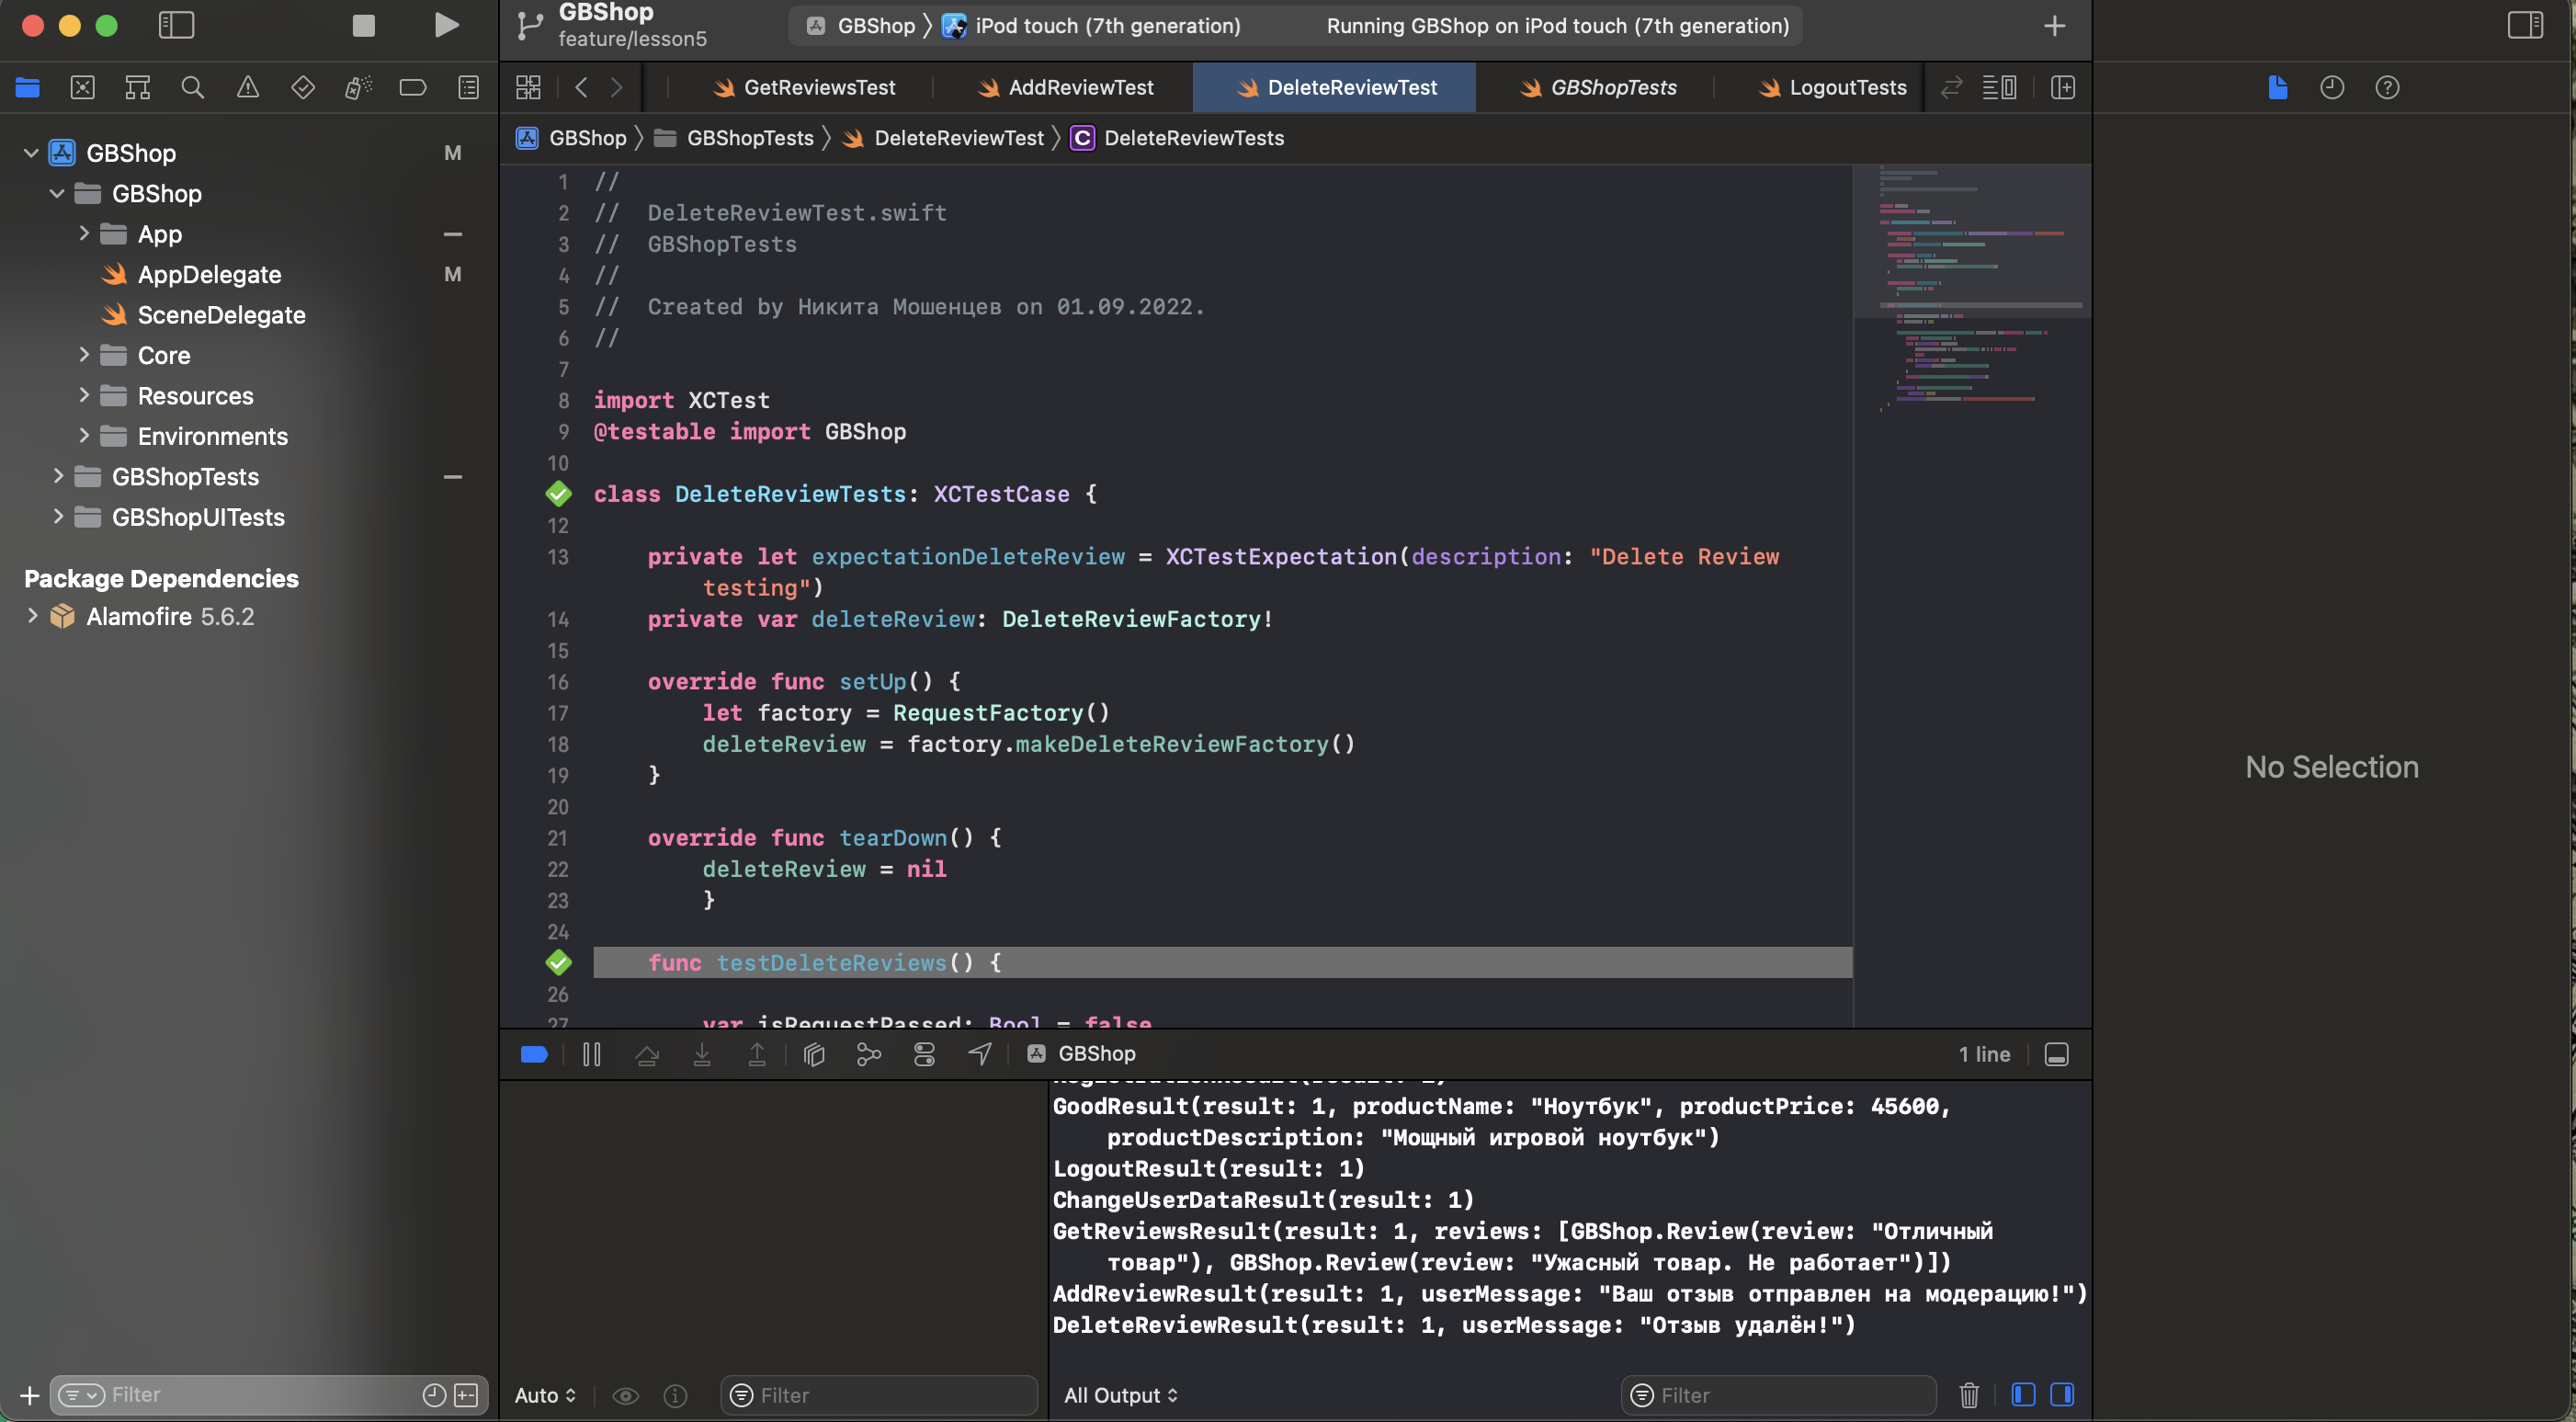 GBShop
feature/lesson5
GBShop
iPod touch (7th generation)
Running GBShop on iPod touch (7th generation)
GetReviewsTest
AddReviewTest
DeleteReviewTest
GBShopTests
LogoutTests
GBShop
GBShopTests
DeleteReviewTest
C
DeleteReviewTests
GBShop
M
GBShop
App
AppDelegate
M
SceneDelegate
Core
Resources
Environments
GBShopTests
GBShopUITests
Package Dependencies
Alamofire 5.6.2
Filter
1 //
2 //  DeleteReviewTest.swift
3 //  GBShopTests
4 //
5 //  Created by Никита Мошенцев on 01.09.2022.
6 //
7
8 import XCTest
9 @testable import GBShop
10
class DeleteReviewTests: XCTestCase {
12
13     private let expectationDeleteReview = XCTestExpectation(description: "Delete Review
testing")
14     private var deleteReview: DeleteReviewFactory!
15
16     override func setUp() {
17         let factory = RequestFactory()
18         deleteReview = factory.makeDeleteReviewFactory()
19     }
20
21     override func tearDown() {
22         deleteReview = nil
23         }
24
func testDeleteReviews() {
26
27         var isRequestPassed: Bool = false
GBShop
1 line
GoodResult(result: 1, productName: "Ноутбук", productPrice: 45600,
productDescription: "Мощный игровой ноутбук")
LogoutResult(result: 1)
ChangeUserDataResult(result: 1)
GetReviewsResult(result: 1, reviews: [GBShop.Review(review: "Отличный
товар"), GBShop.Review(review: "Ужасный товар. Не работает")])
AddReviewResult(result: 1, userMessage: "Ваш отзыв отправлен на модерацию!")
DeleteReviewResult(result: 1, userMessage: "Отзыв удалён!")
Auto
Filter
All Output
Filter
No Selection